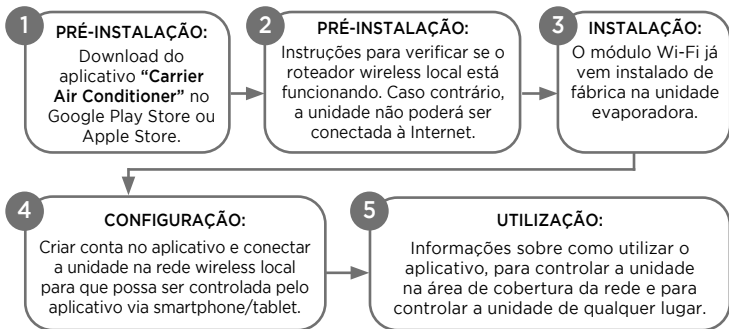 1
PRÉ-INSTALAÇÃO:
Download do
aplicativo “Carrier
Air Conditioner” no
Google Play Store ou
Apple Store.
2
PRÉ-INSTALAÇÃO:
Instruções para verificar se o
roteador wireless local está
funcionando. Caso contrário,
a unidade não poderá ser
conectada à Internet.
3
INSTALAÇÃO:
O módulo Wi-Fi já
vem instalado de
fábrica na unidade
evaporadora.
4
CONFIGURAÇÃO:
Criar conta no aplicativo e conectar
a unidade na rede wireless local
para que possa ser controlada pelo
aplicativo via smartphone/tablet.
5
UTILIZAÇÃO:
Informações sobre como utilizar o
aplicativo, para controlar a unidade
na área de cobertura da rede e para
controlar a unidade de qualquer lugar.